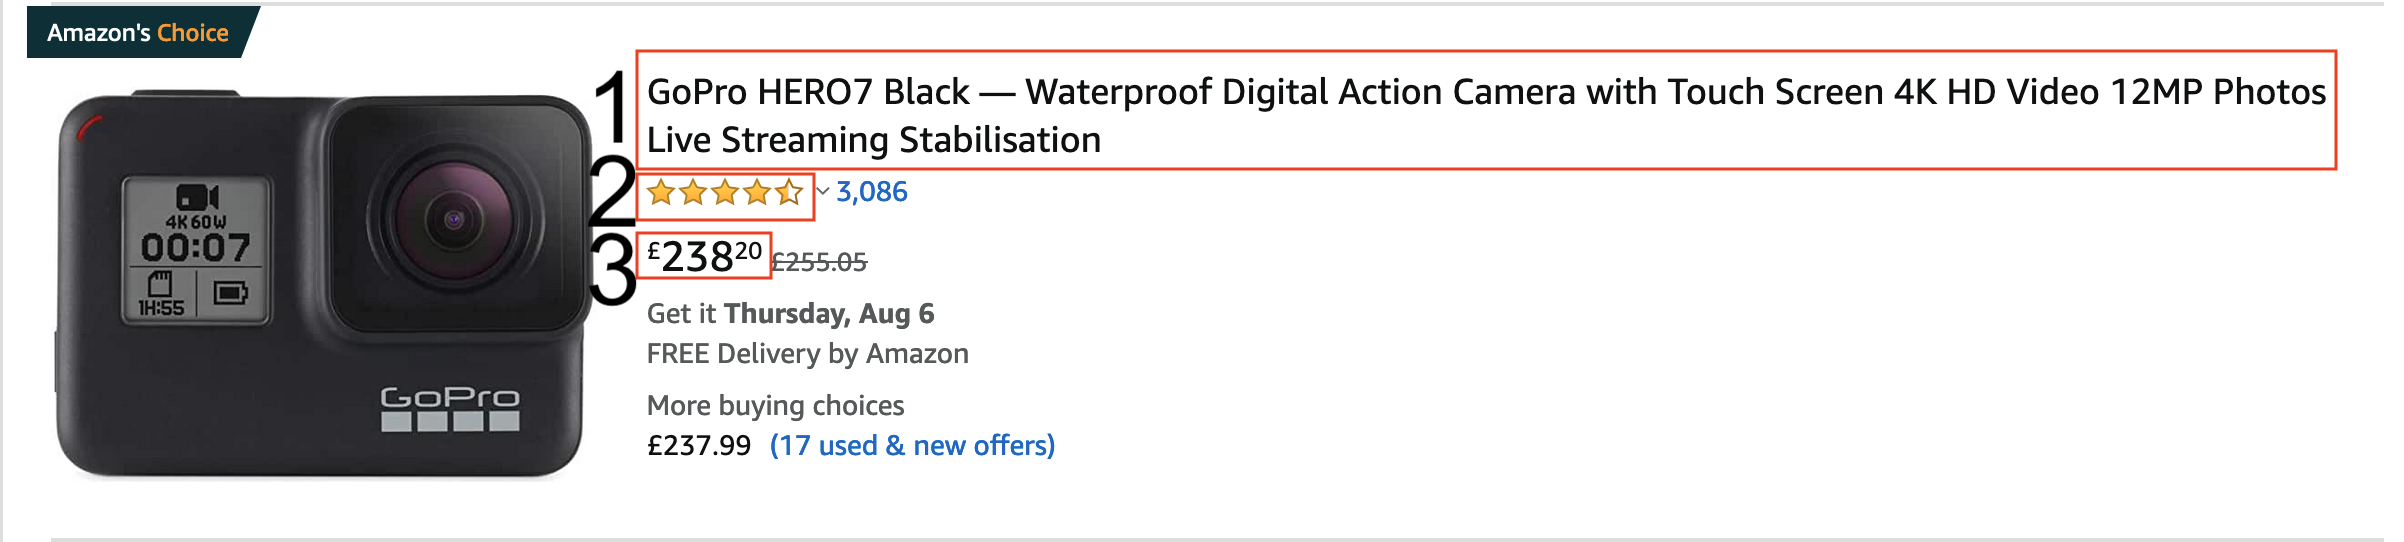 Amazon's Choice
1
GoPro HERO7 Black — Waterproof Digital Action Camera with Touch Screen 4K HD Video 12MP Photos
Live Streaming Stabilisation
2
3,086
3
£23820 £255.05
Get it Thursday, Aug 6
FREE Delivery by Amazon
More buying choices
£237.99 (17 used & new offers)
4K 60W
00:07
1H:55
GoPro